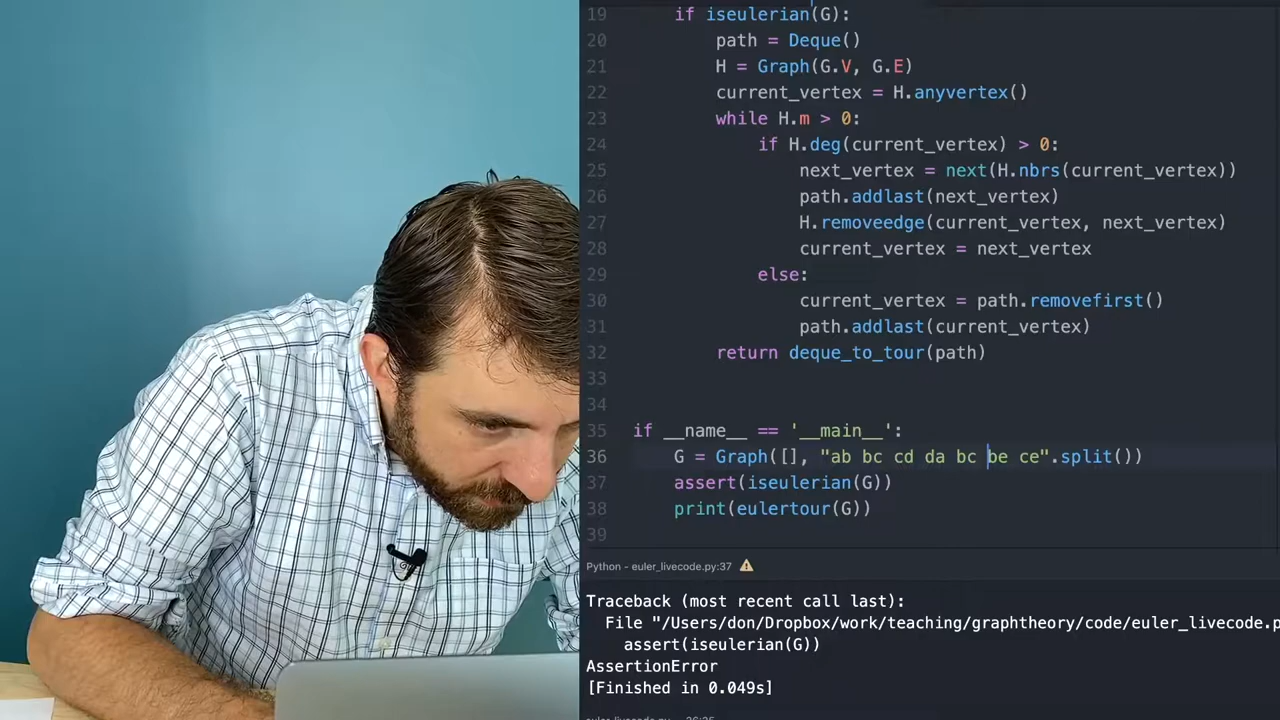 19 if iseulerian(G):
20 path = Deque()
21 H = Graph(G.V, G.E)
22 current_vertex = H.anyvertex()
23 while H.m > 0:
24 if H.deg(current_vertex) > 0:
25 next_vertex = next(H.nbrs(current_vertex))
26 path.addlast(next_vertex)
27 H.removeedge(current_vertex, next_vertex)
28 current_vertex = next_vertex
29 else:
30 current_vertex = path.removefirst()
31 path.addlast(current_vertex)
32 return deque_to_tour(path)
33
34
35 if __name__ == '__main__':
36 G = Graph([], "ab bc cd da bc be ce".split())
37 assert(iseulerian(G))
38 print(eulertour(G))
39
Python - euler_livecode.py:37
Traceback (most recent call last):
File "/Users/don/Dropbox/work/teaching/graphtheory/code/euler_livecode.p
assert(iseulerian(G))
AssertionError
[Finished in 0.049s]